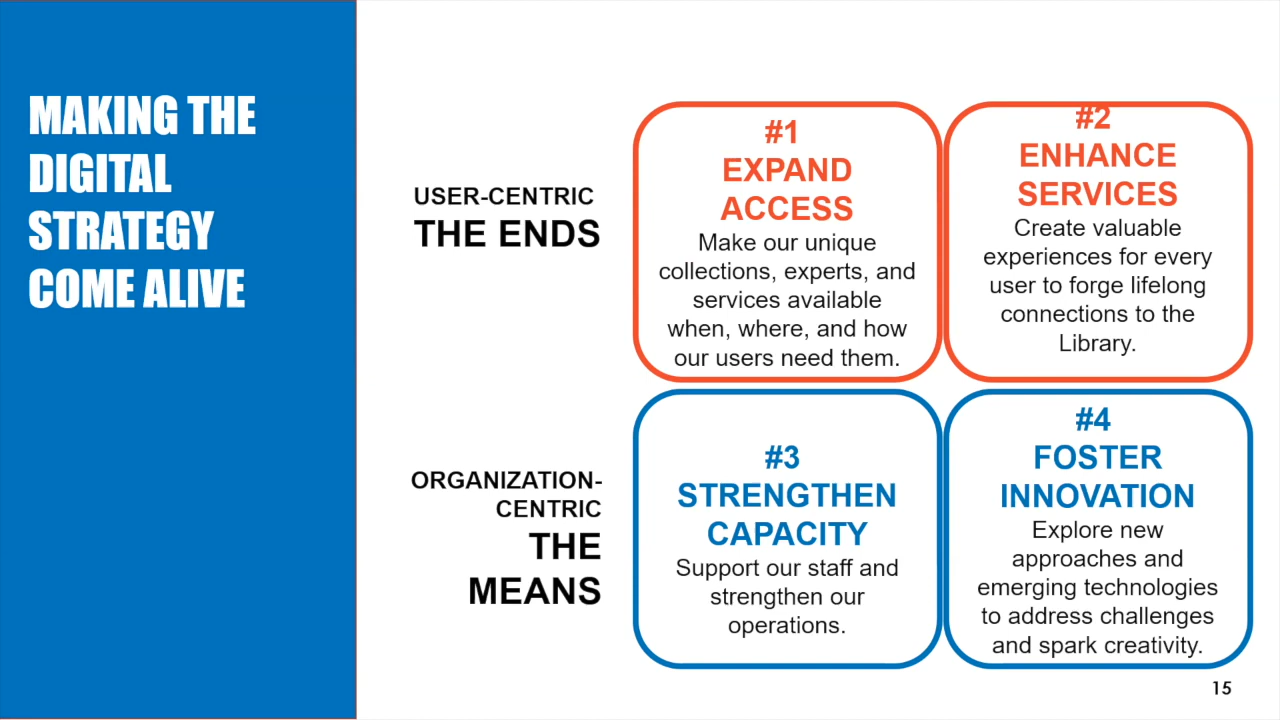 MAKING THE
DIGITAL
STRATEGY
COME ALIVE
USER-CENTRIC
THE ENDS
#1
EXPAND
ACCESS
Make our unique
collections, experts, and
services available
when, where, and how
our users need them.
#2
ENHANCE
SERVICES
Create valuable
experiences for every
user to forge lifelong
connections to the
Library.
ORGANIZATION-
CENTRIC
THE
MEANS
#3
STRENGTHEN
CAPACITY
Support our staff and
strengthen our
operations.
#4
FOSTER
INNOVATION
Explore new
approaches and
emerging technologies
to address challenges
and spark creativity.
15